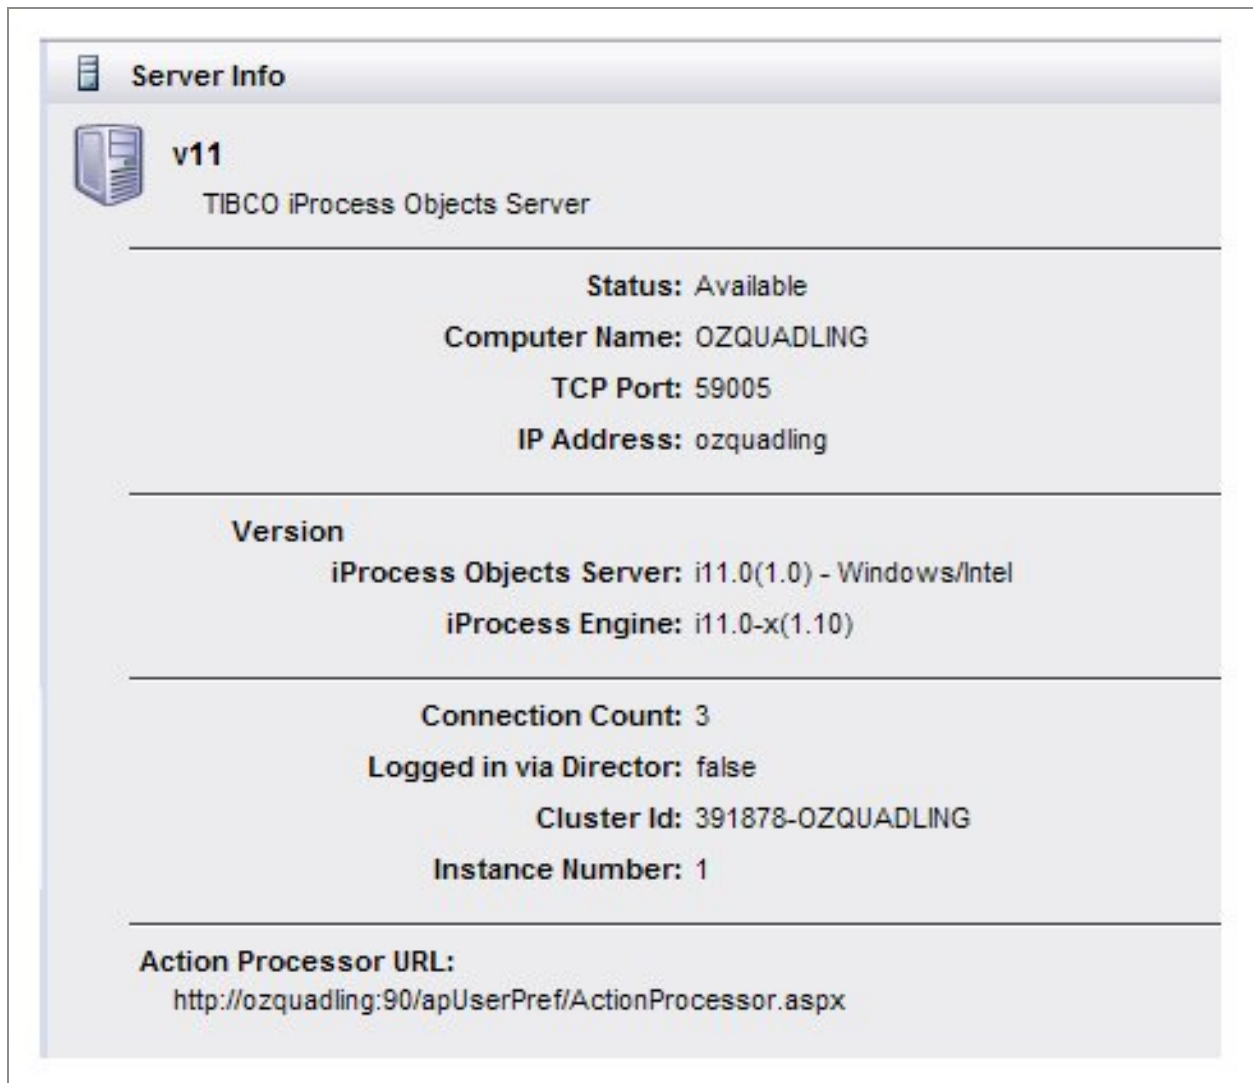 Server Info
v11
TIBCO iProcess Objects Server
Status: Available
Computer Name: OZQUADLING
TCP Port: 59005
IP Address: ozquadling
Version
iProcess Objects Server: i11.0(1.0) - Windows/Intel
iProcess Engine: i11.0-x(1.10)
Connection Count: 3
Logged in via Director: false
Cluster Id: 391878-OZQUADLING
Instance Number: 1
Action Processor URL:
http://ozquadling:90/apUserPref/ActionProcessor.aspx